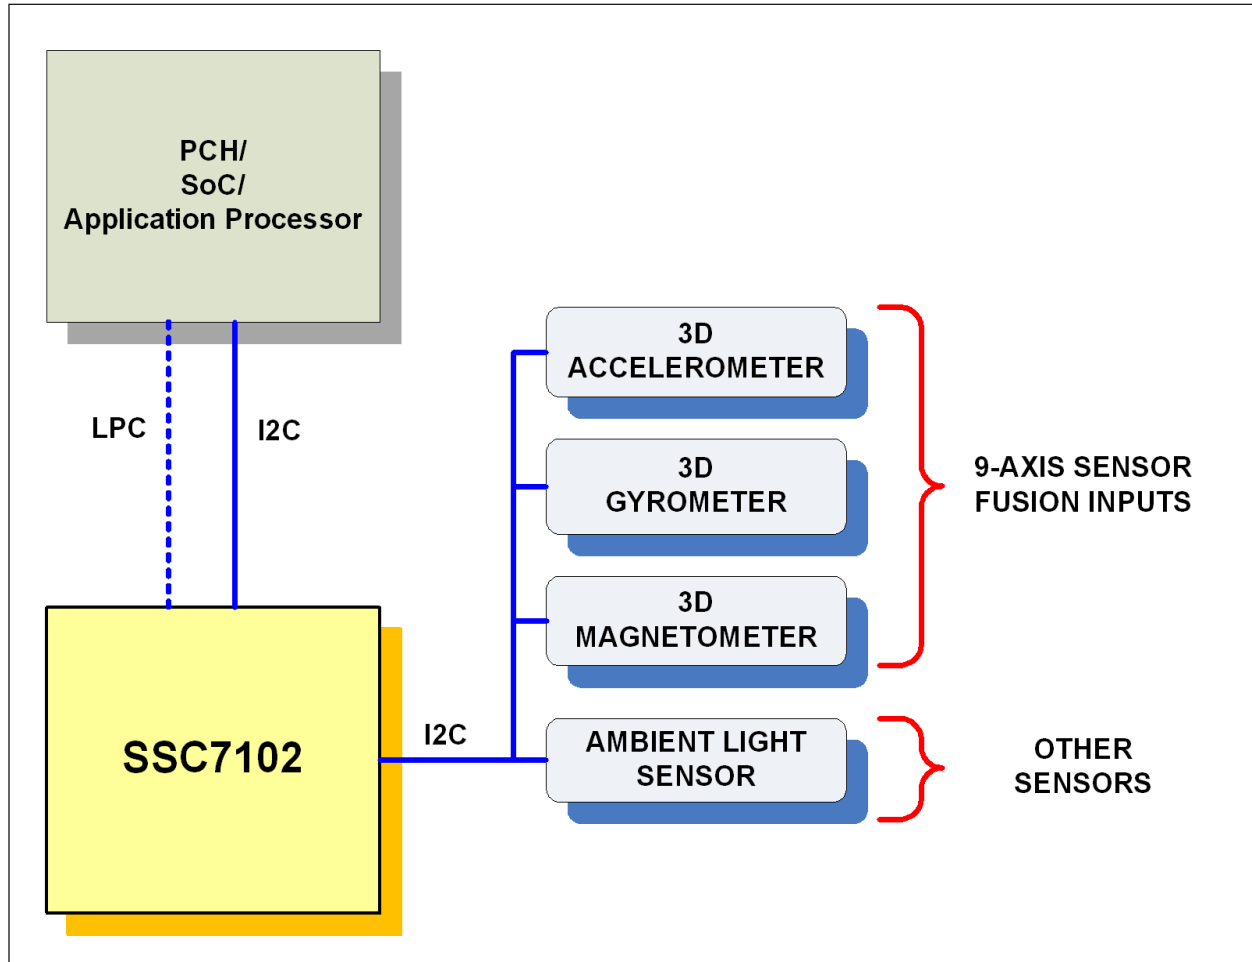 PCH/
SoC/
Application Processor
LPC
I2C
3D
ACCELEROMETER
3D
GYROMETER
9-AXIS SENSOR
FUSION INPUTS
3D
MAGNETOMETER
SSC7102
I2C
AMBIENT LIGHT
SENSOR
OTHER
SENSORS